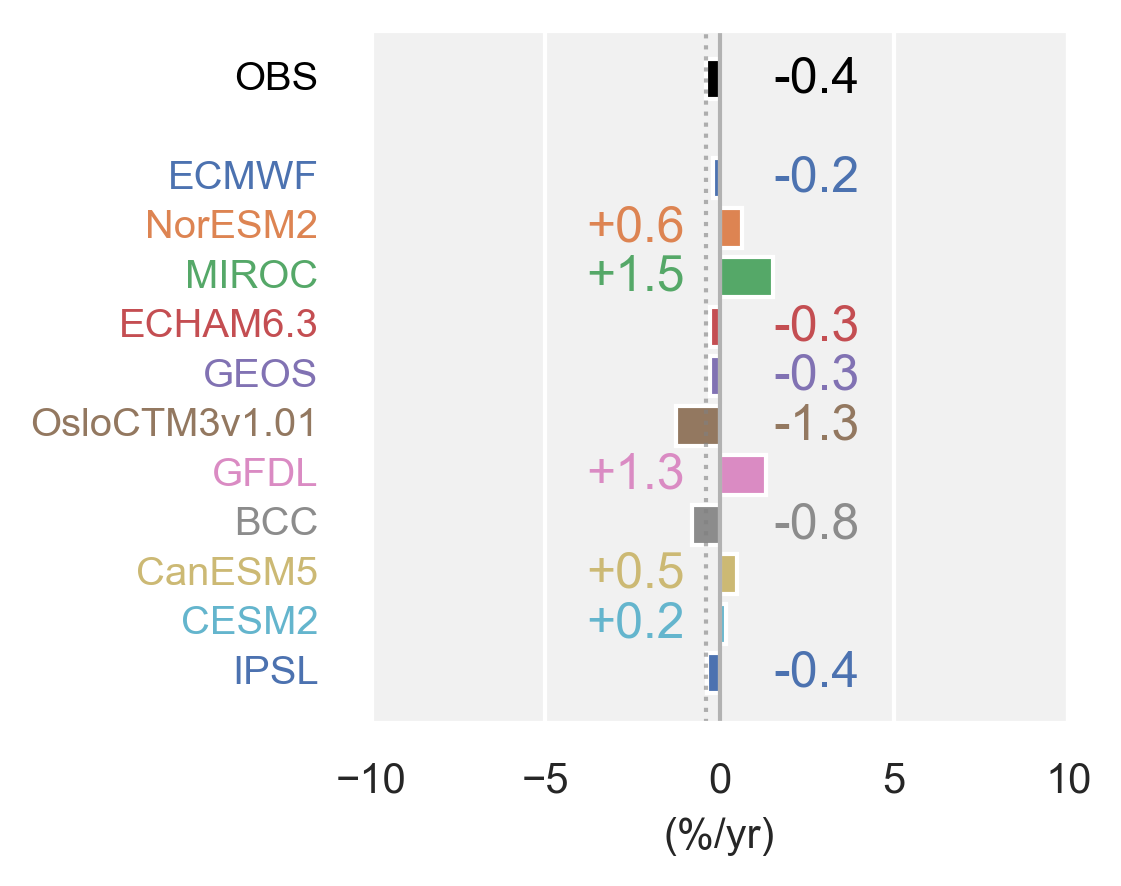 OBS -0.4
ECMWF -0.2
NorESM2 +0.6
MIROC +1.5
ECHAM6.3 -0.3
GEOS -0.3
OsloCTM3v1.01 -1.3
GFDL +1.3
BCC -0.8
CanESM5 +0.5
CESM2 +0.2
IPSL -0.4
−10 −5 0 5 10
(%/yr)